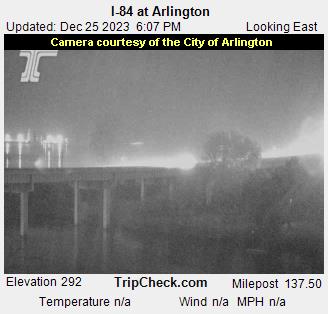 I-84 at Arlington
Updated: Dec 25 2023 6:07 PM Looking East
Camera courtesy of the City of Arlington
Elevation 292 TripCheck.com Milepost 137.50
Temperature n/a Wind n/a MPH n/a